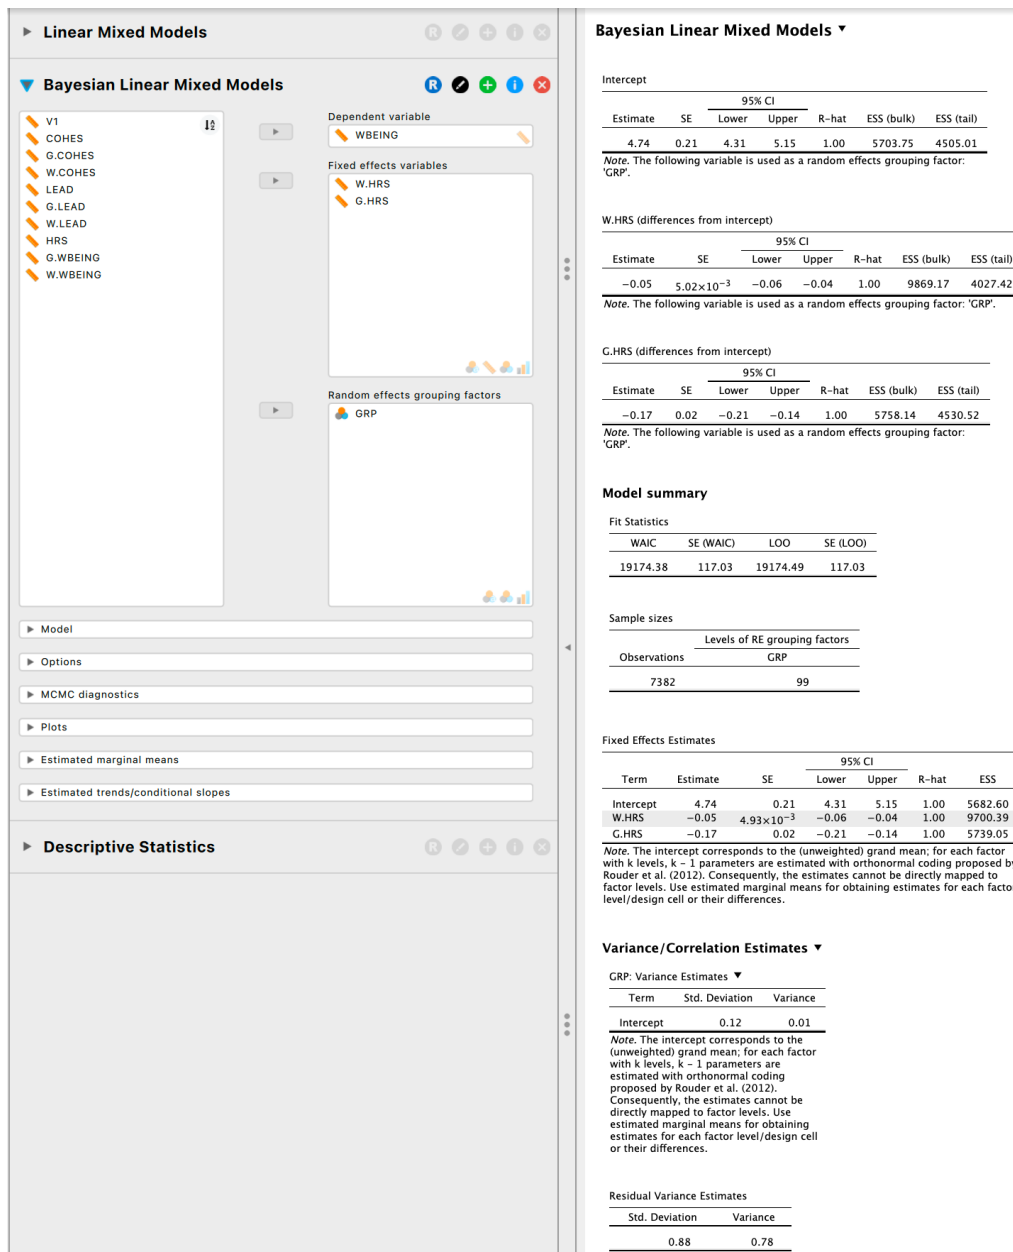 Linear Mixed Models
Bayesian Linear Mixed Models
V1
COHES
G.COHES
W.COHES
LEAD
G.LEAD
W.LEAD
HRS
G.WBEING
W.WBEING
Dependent variable
WBEING
Fixed effects variables
W.HRS
G.HRS
Random effects grouping factors
GRP
Model
Options
MCMC diagnostics
Plots
Estimated marginal means
Estimated trends/conditional slopes
Descriptive Statistics
Bayesian Linear Mixed Models
Intercept
95% CI
Estimate SE Lower Upper R-hat ESS (bulk) ESS (tail)
4.74 0.21 4.31 5.15 1.00 5703.75 4505.01
Note. The following variable is used as a random effects grouping factor:
'GRP'.
W.HRS (differences from intercept)
95% CI
Estimate SE Lower Upper R-hat ESS (bulk) ESS (tail)
−0.05 5.02×10⁻³ −0.06 −0.04 1.00 9869.17 4027.42
Note. The following variable is used as a random effects grouping factor: 'GRP'.
G.HRS (differences from intercept)
95% CI
Estimate SE Lower Upper R-hat ESS (bulk) ESS (tail)
−0.17 0.02 −0.21 −0.14 1.00 5758.14 4530.52
Note. The following variable is used as a random effects grouping factor:
'GRP'.
Model summary
Fit Statistics
WAIC SE (WAIC) LOO SE (LOO)
19174.38 117.03 19174.49 117.03
Sample sizes
Levels of RE grouping factors
Observations GRP
7382 99
Fixed Effects Estimates
95% CI
Term Estimate SE Lower Upper R-hat ESS
Intercept 4.74 0.21 4.31 5.15 1.00 5682.60
W.HRS −0.05 4.93×10⁻³ −0.06 −0.04 1.00 9700.39
G.HRS −0.17 0.02 −0.21 −0.14 1.00 5739.05
Note. The intercept corresponds to the (unweighted) grand mean; for each factor
with k levels, k − 1 parameters are estimated with orthonormal coding proposed by
Rouder et al. (2012). Consequently, the estimates cannot be directly mapped to
factor levels. Use estimated marginal means for obtaining estimates for each facto
level/design cell or their differences.
Variance/Correlation Estimates
GRP: Variance Estimates
Term Std. Deviation Variance
Intercept 0.12 0.01
Note. The intercept corresponds to the
(unweighted) grand mean; for each factor
with k levels, k − 1 parameters are
estimated with orthonormal coding
proposed by Rouder et al. (2012).
Consequently, the estimates cannot be
directly mapped to factor levels. Use
estimated marginal means for obtaining
estimates for each factor level/design cell
or their differences.
Residual Variance Estimates
Std. Deviation Variance
0.88 0.78